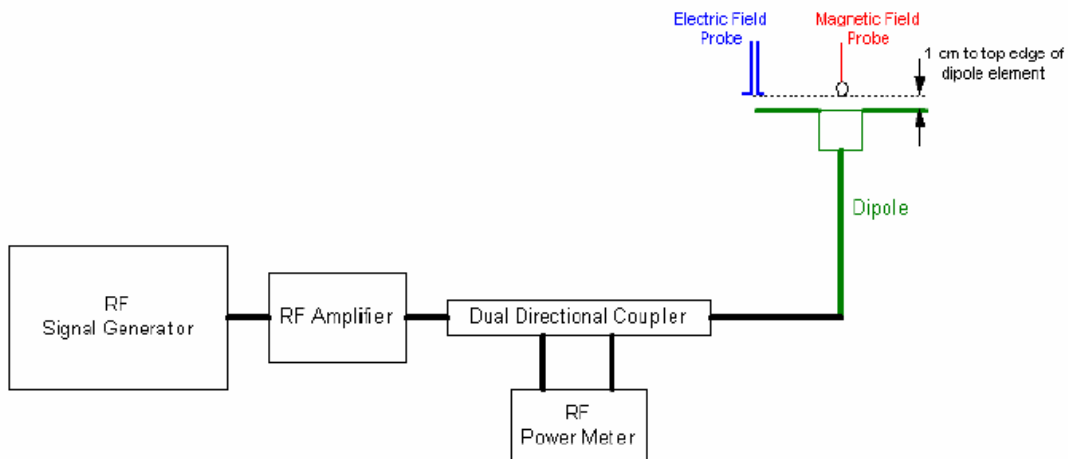 Electric Field
Probe
Magnetic Field
Probe
1 cm to top edge of
dipole element
Dipole
RF
Signal Generator
RF Amplifier
Dual Directional Coupler
RF
Power Meter